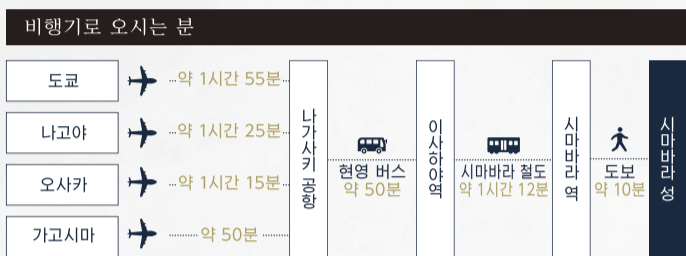 비행기로 오시는 분
도쿄
약 1시간 55분
나고야
약 1시간 25분
오사카
약 1시간 15분
가고시마
약 50분
나가사키 공항
현영 버스
약 50분
이사하야역
시마바라 철도
약 1시간 12분
시마바라 역
도보
약 10분
시마바라 성